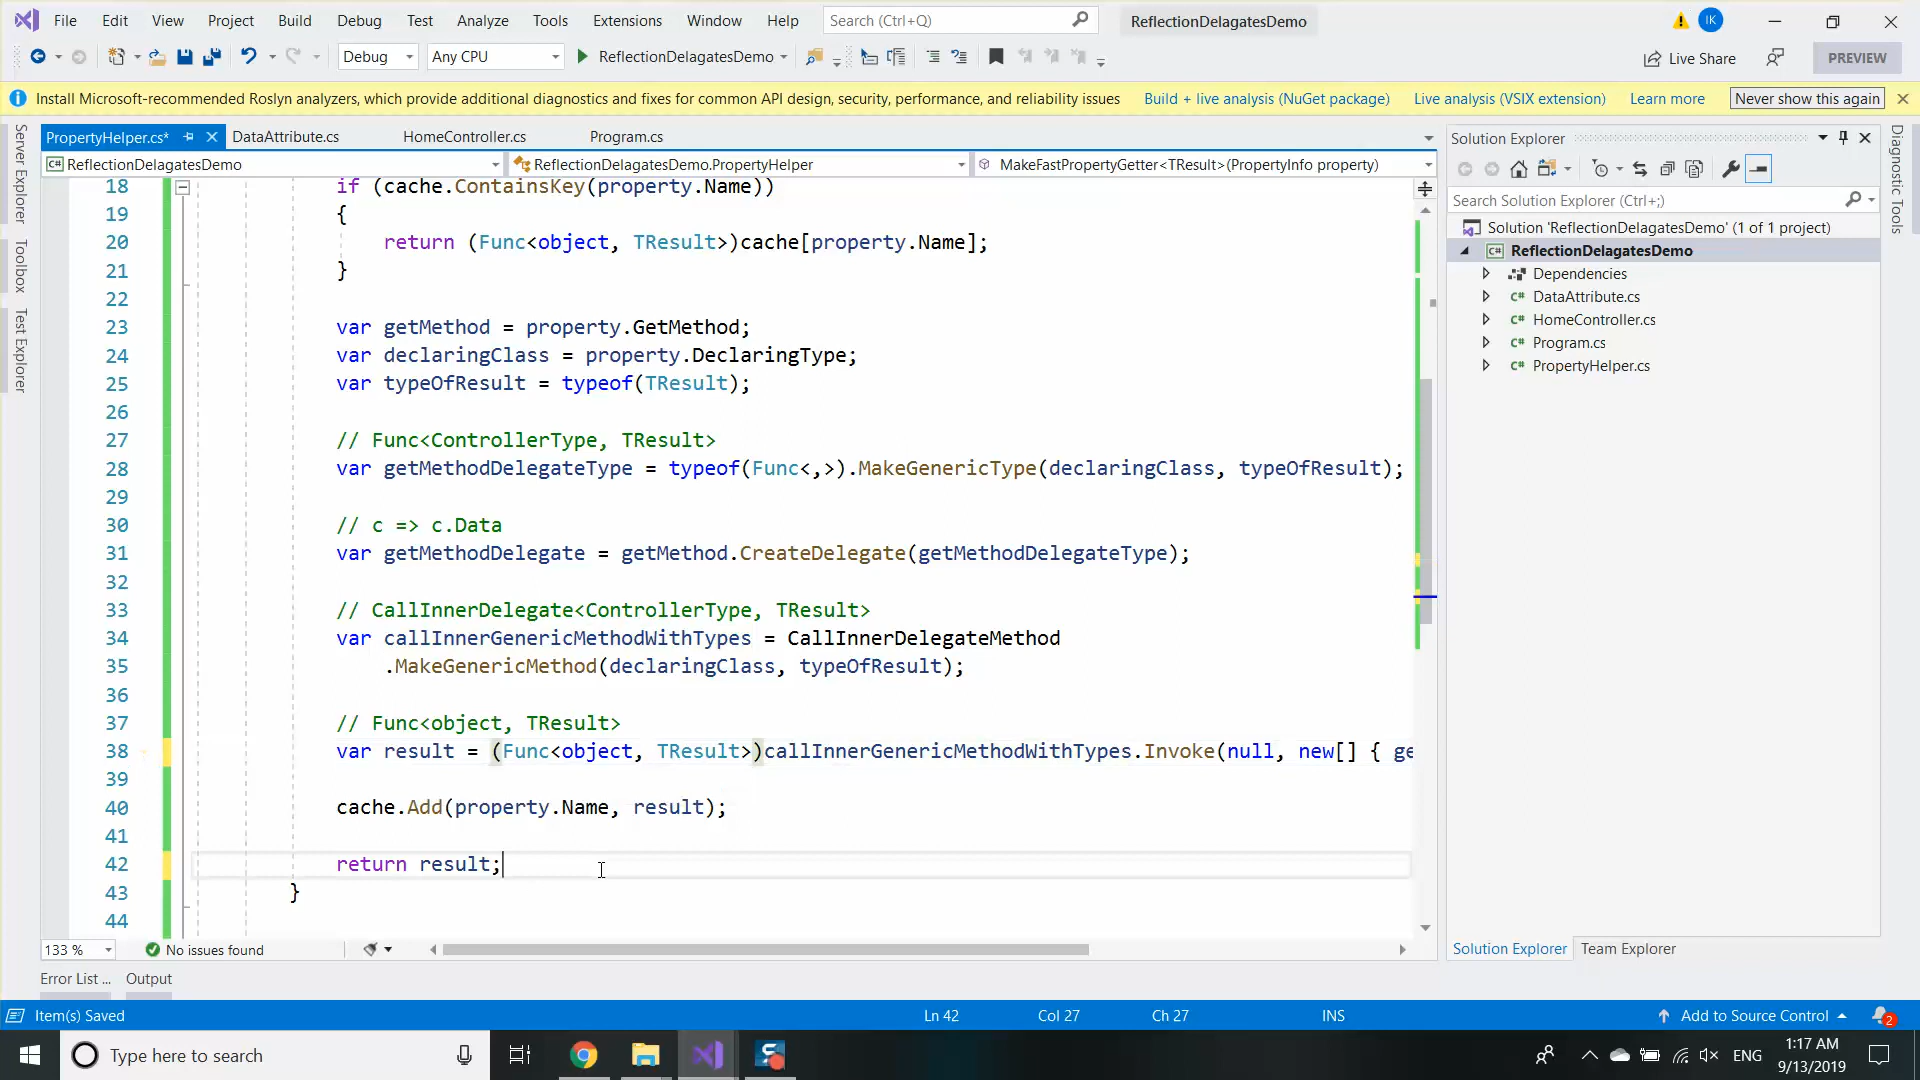 File Edit View Project Build Debug Test Analyze Tools Extensions Window Help Search (Ctrl+Q) ReflectionDelagatesDemo IK
Debug Any CPU ReflectionDelagatesDemo Live Share PREVIEW
Install Microsoft-recommended Roslyn analyzers, which provide additional diagnostics and fixes for common API design, security, performance, and reliability issues Build + live analysis (NuGet package) Live analysis (VSIX extension) Learn more Never show this again
Server Explorer
Toolbox
Test Explorer
PropertyHelper.cs* DataAttribute.cs HomeController.cs Program.cs
C# ReflectionDelagatesDemo ReflectionDelagatesDemo.PropertyHelper MakeFastPropertyGetter<TResult>(PropertyInfo property)
18 if (cache.ContainsKey(property.Name))
19 {
20 return (Func<object, TResult>)cache[property.Name];
21 }
22
23 var getMethod = property.GetMethod;
24 var declaringClass = property.DeclaringType;
25 var typeOfResult = typeof(TResult);
26
27 // Func<ControllerType, TResult>
28 var getMethodDelegateType = typeof(Func<,>).MakeGenericType(declaringClass, typeOfResult);
29
30 // c => c.Data
31 var getMethodDelegate = getMethod.CreateDelegate(getMethodDelegateType);
32
33 // CallInnerDelegate<ControllerType, TResult>
34 var callInnerGenericMethodWithTypes = CallInnerDelegateMethod
35 .MakeGenericMethod(declaringClass, typeOfResult);
36
37 // Func<object, TResult>
38 var result = (Func<object, TResult>)callInnerGenericMethodWithTypes.Invoke(null, new[] { ge
39
40 cache.Add(property.Name, result);
41
42 return result;
43 }
44
133 % No issues found
Error List ... Output
Solution Explorer
Search Solution Explorer (Ctrl+;)
Solution 'ReflectionDelagatesDemo' (1 of 1 project)
C# ReflectionDelagatesDemo
Dependencies
C# DataAttribute.cs
C# HomeController.cs
C# Program.cs
C# PropertyHelper.cs
Solution Explorer Team Explorer
Diagnostic Tools
Item(s) Saved Ln 42 Col 27 Ch 27 INS Add to Source Control 2
Type here to search ENG 1:17 AM
9/13/2019